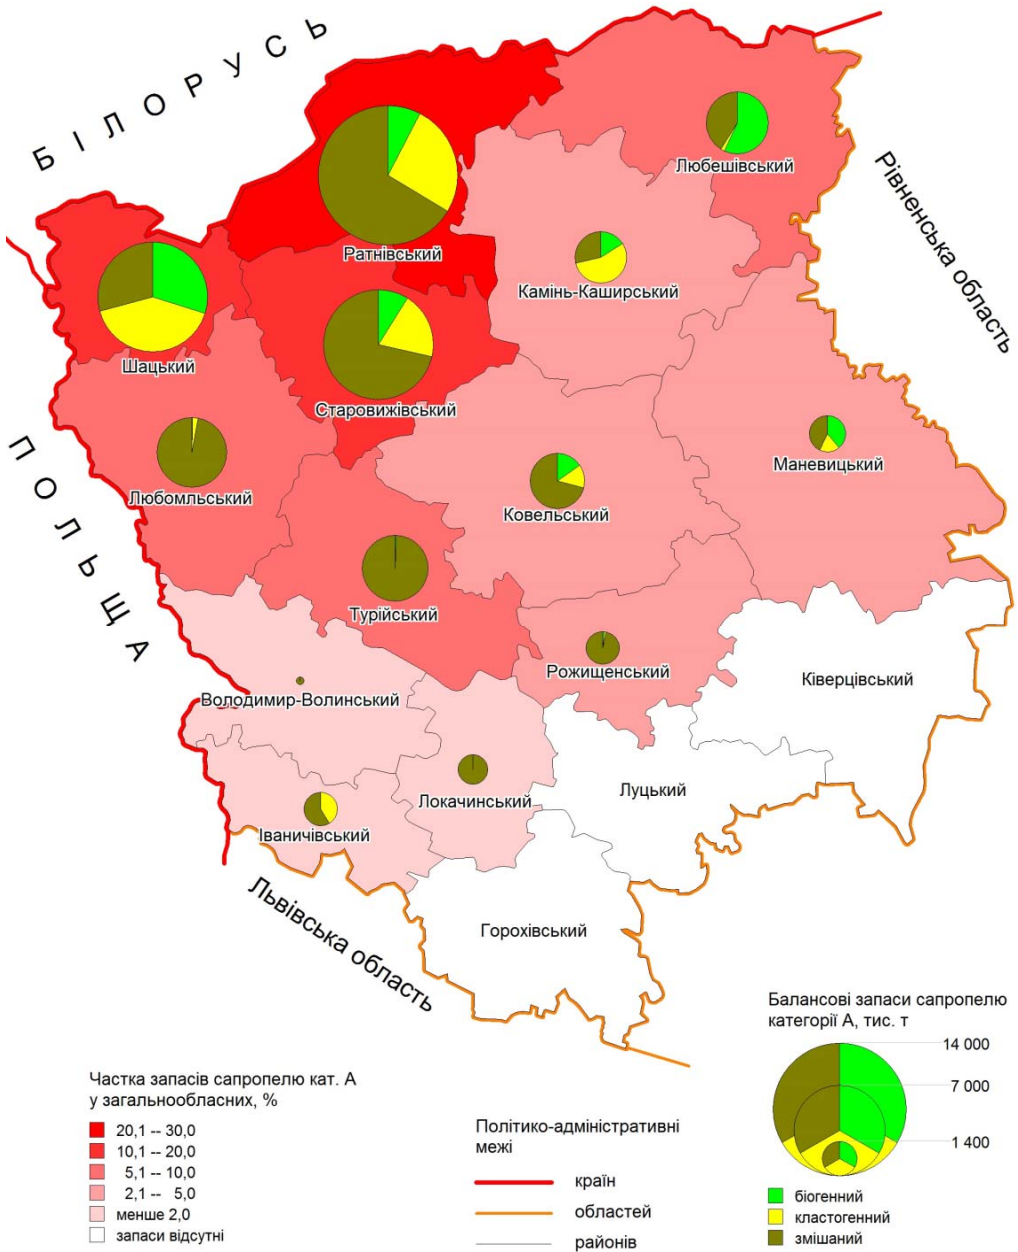 БІЛОРУСЬ
Любешівський
Рівненська область
Ратнівський
Камінь-Каширський
Шацький
Старовижівський
ПОЛЬЩА
Любомльський
Маневицький
Ковельський
Турійський
Рожищенський
Ківерцівський
Володимир-Волинський
Луцький
Локачинський
Іваничівський
Львівська область
Горохівський
Балансові запаси сапропелю
категорії А, тис. т
14 000
7 000
1 400
біогенний
кластогенний
змішаний
Частка запасів сапропелю кат. А
у загальнообласних, %
20,1 -- 30,0
10,1 -- 20,0
5,1 -- 10,0
2,1 -- 5,0
менше 2,0
запаси відсутні
Політико-адміністративні
межі
країн
областей
районів